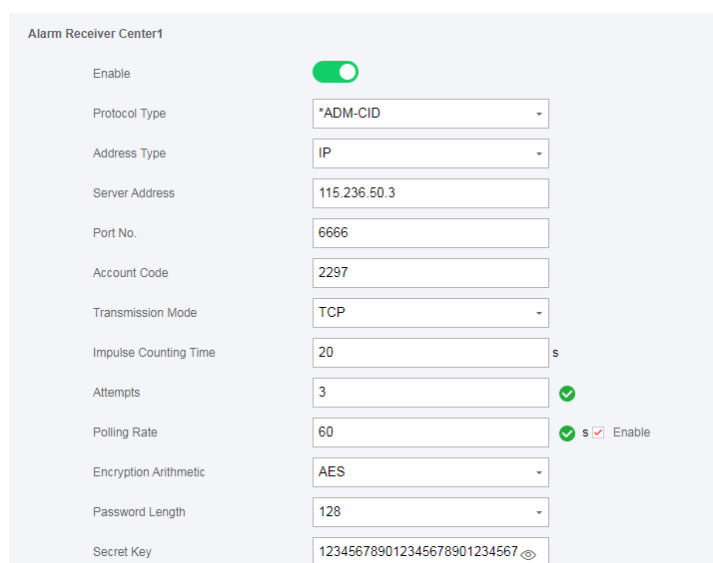 Alarm Receiver Center1
Enable
Protocol Type *ADM-CID
Address Type IP
Server Address 115.236.50.3
Port No. 6666
Account Code 2297
Transmission Mode TCP
Impulse Counting Time 20 s
Attempts 3
Polling Rate 60 s Enable
Encryption Arithmetic AES
Password Length 128
Secret Key 123456789012345678901234567